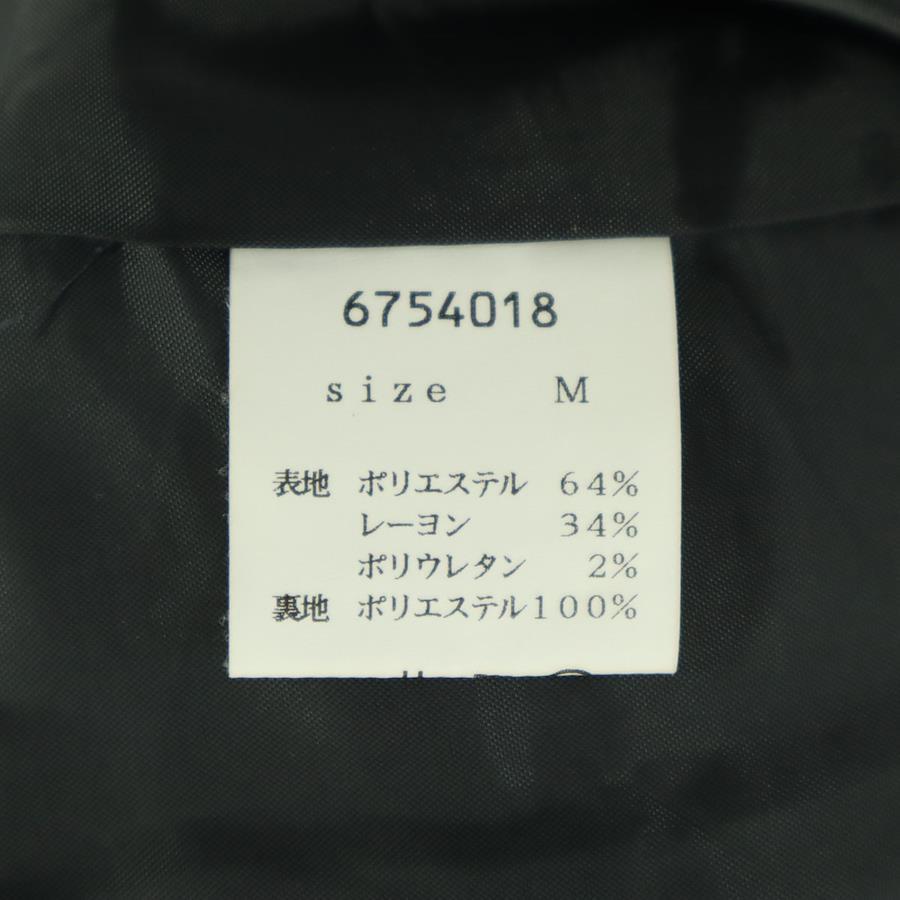 6754018
size M
表地 ポリエステル 64%
レーヨン 34%
ポリウレタン 2%
裏地 ポリエステル100%